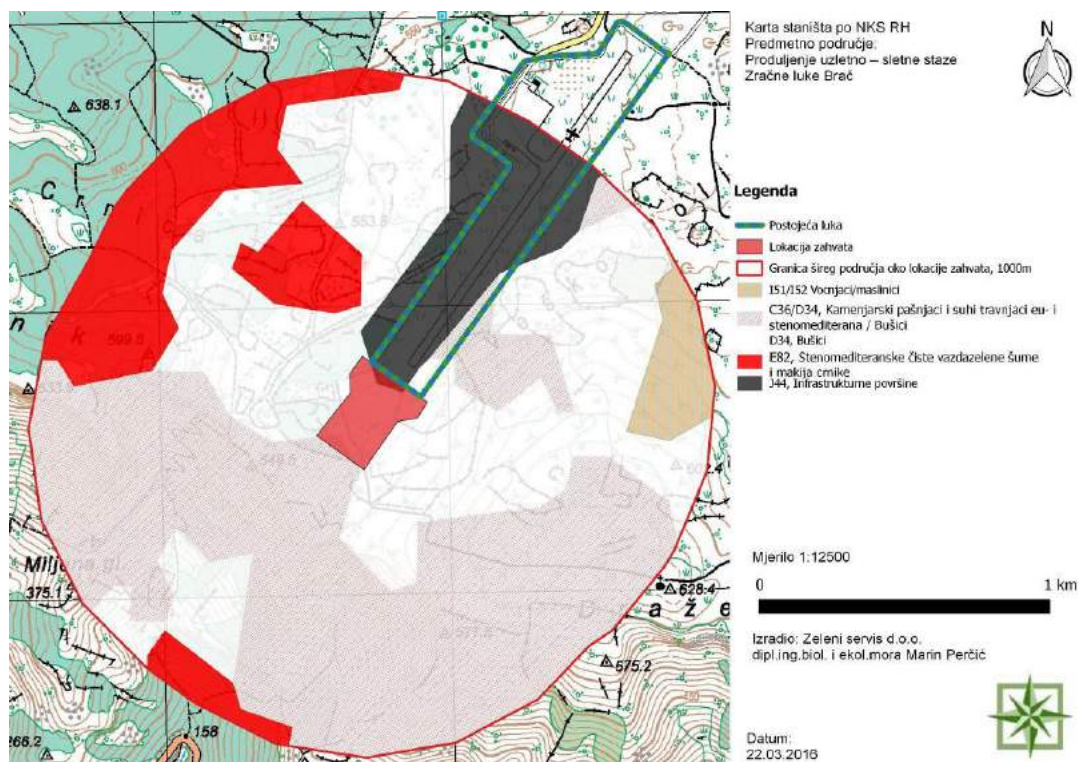 Karta staništa po NKS RH
Predmetno područje:
Produljenje uzletno – sletne staze
Zračne luke Brač
N
Legenda
Postojeća luka
Lokacija zahvata
Granica šireg područja oko lokacije zahvata, 1000m
I51/I52 Voćnjaci/maslinici
C36/D34, Kamenjarski pašnjaci i suhi travnjaci eu- i
stenomediterana / Bušici
D34, Bušici
E82, Stenomediteranske čiste vazdazelene šume
i makija crnike
J44, Infrastrukturne površine
Mjerilo 1:12500
0 1 km
Izradio: Zeleni servis d.o.o.
dipl.ing.biol. i ekol.mora Marin Perčić
Datum:
22.03.2016
638.1
C r n
553.8
599.8
549.6
375.1
628.4
a ž e
575.2
158
266.2